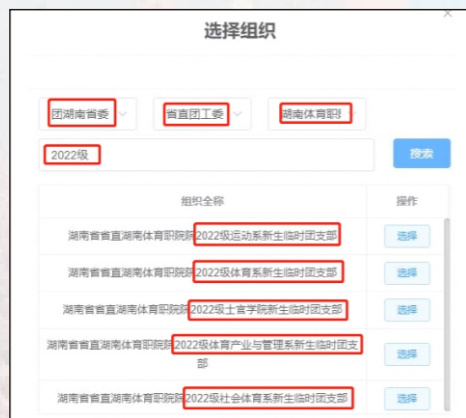 选择组织
团湖南省委
省直团工委
湖南体育职
2022级
搜索
组织全称
操作
湖南省省直湖南体育职院院2022级运动系新生临时团支部
选择
湖南省省直湖南体育职院院2022级体育系新生临时团支部
选择
湖南省省直湖南体育职院院2022级士官学院新生临时团支部
选择
湖南省省直湖南体育职院院2022级体育产业与管理系新生临时团支
部
选择
湖南省省直湖南体育职院院2022级社会体育系新生临时团支部
选择